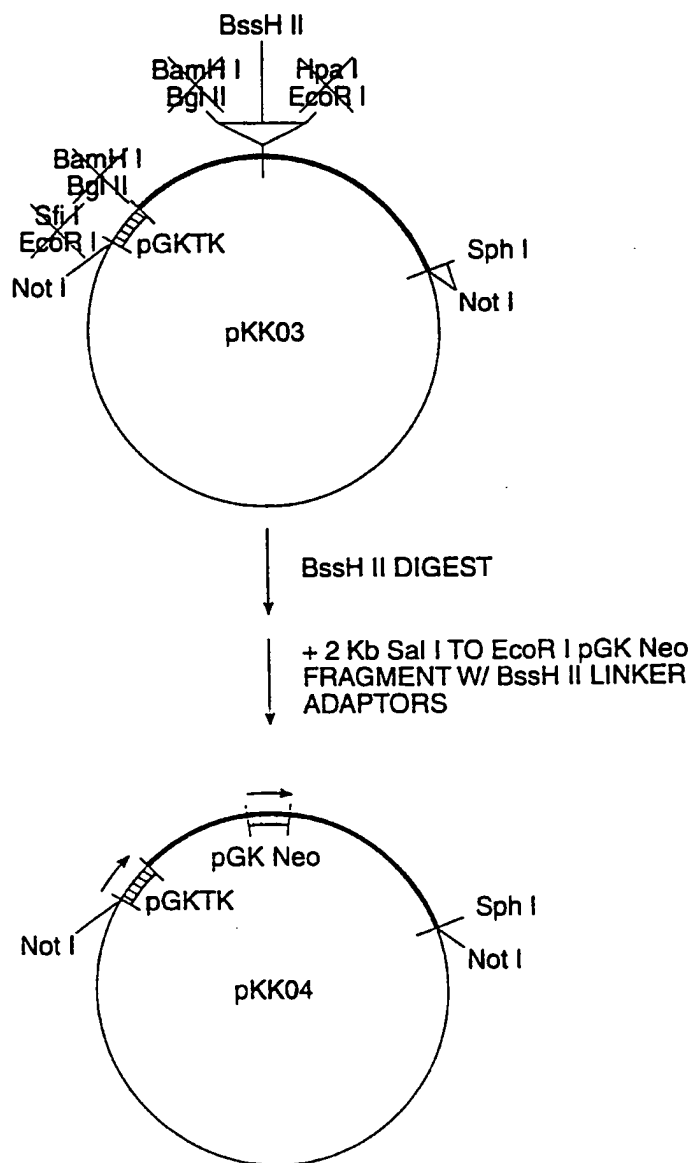 BssH II
BamH I
Bgl II
Hpa I
EcoR I
BamH I
Bgl II
Sfi I
EcoR I
pGKTK
Not I
Sph I
Not I
pKK03
BssH II DIGEST
+ 2 Kb Sal I TO EcoR I pGK Neo
FRAGMENT W/ BssH II LINKER
ADAPTORS
pGK Neo
pGKTK
Not I
Sph I
Not I
pKK04